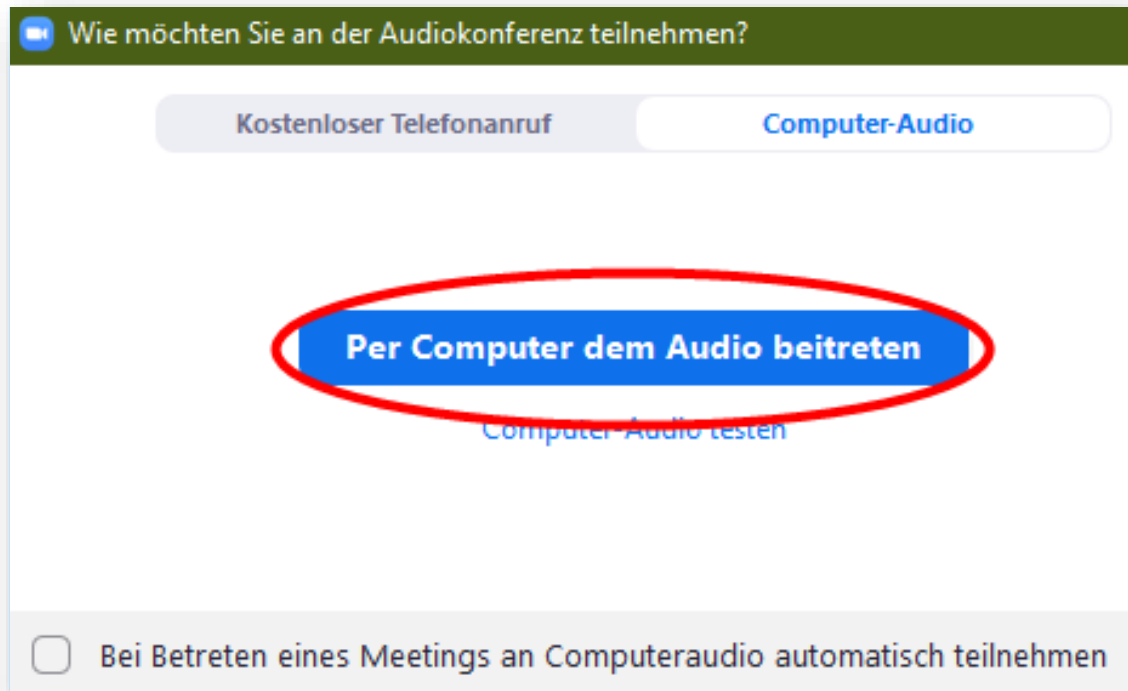 Wie möchten Sie an der Audiokonferenz teilnehmen?
Kostenloser Telefonanruf Computer-Audio
Per Computer dem Audio beitreten
Computer-Audio testen
Bei Betreten eines Meetings an Computeraudio automatisch teilnehmen